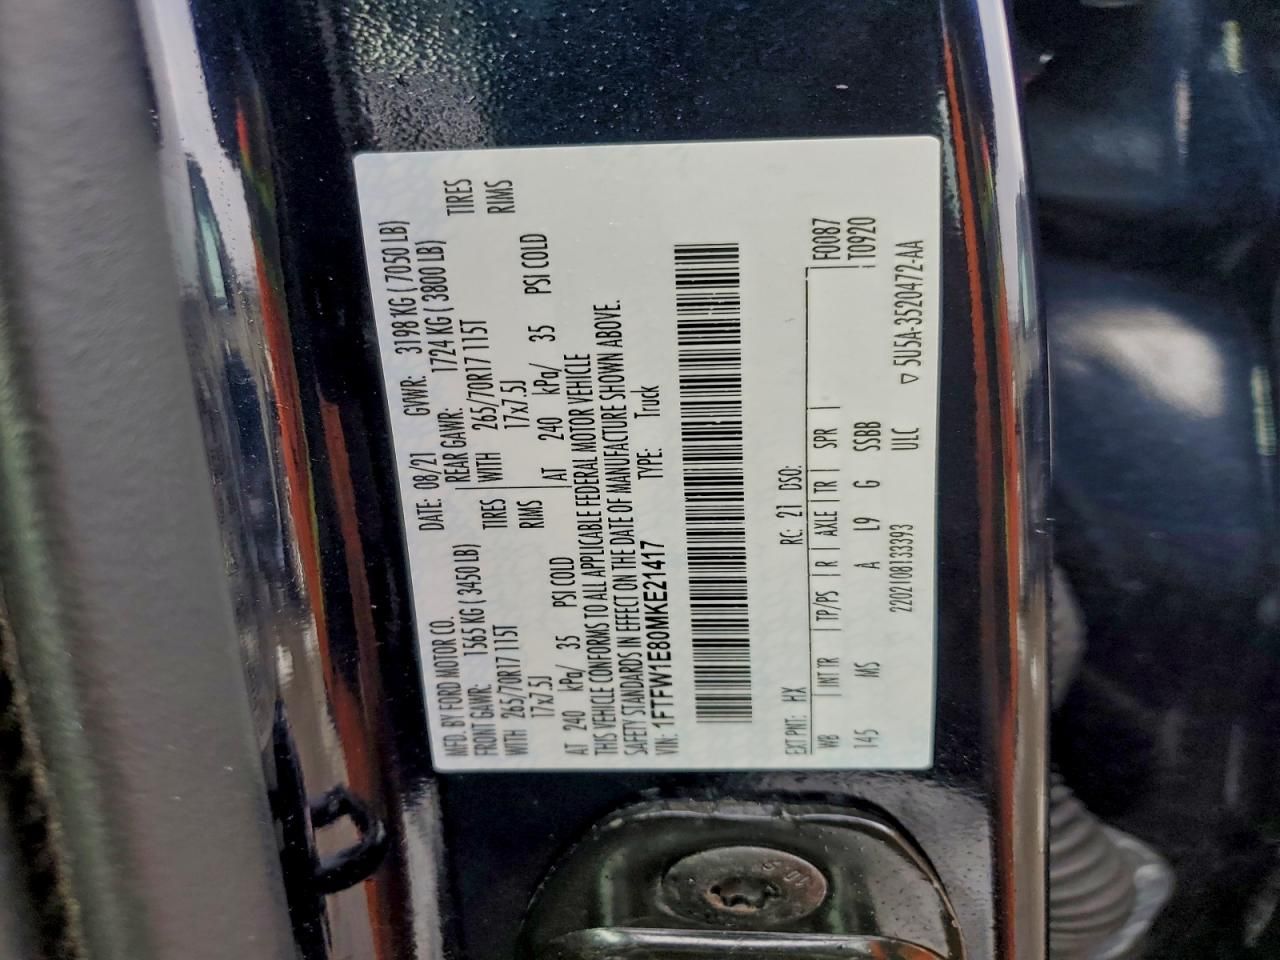 MFD. BY FORD MOTOR CO.
DATE: 08/21 GVWR: 3198 KG ( 7050 LB)
FRONT GAWR: 1565 KG ( 3450 LB) REAR GAWR: 1724 KG ( 3800 LB)
WITH 265/70R17 115T TIRES WITH 265/70R17 115T TIRES
17x7.5J RIMS 17x7.5J RIMS
AT 240 kPa/ 35 PSI COLD AT 240 kPa/ 35 PSI COLD
THIS VEHICLE CONFORMS TO ALL APPLICABLE FEDERAL MOTOR VEHICLE
SAFETY STANDARDS IN EFFECT ON THE DATE OF MANUFACTURE SHOWN ABOVE.
VIN: 1FTFW1E80MKE21417 TYPE: Truck
EXT PNT: HX RC: 21 DSO: F0087
WB INT TR TP/PS R AXLE TR SPR T0920
145 MS A L9 G SSBB
2202108133393 ULC ▽ 5U5A-3520472-AA
10.9